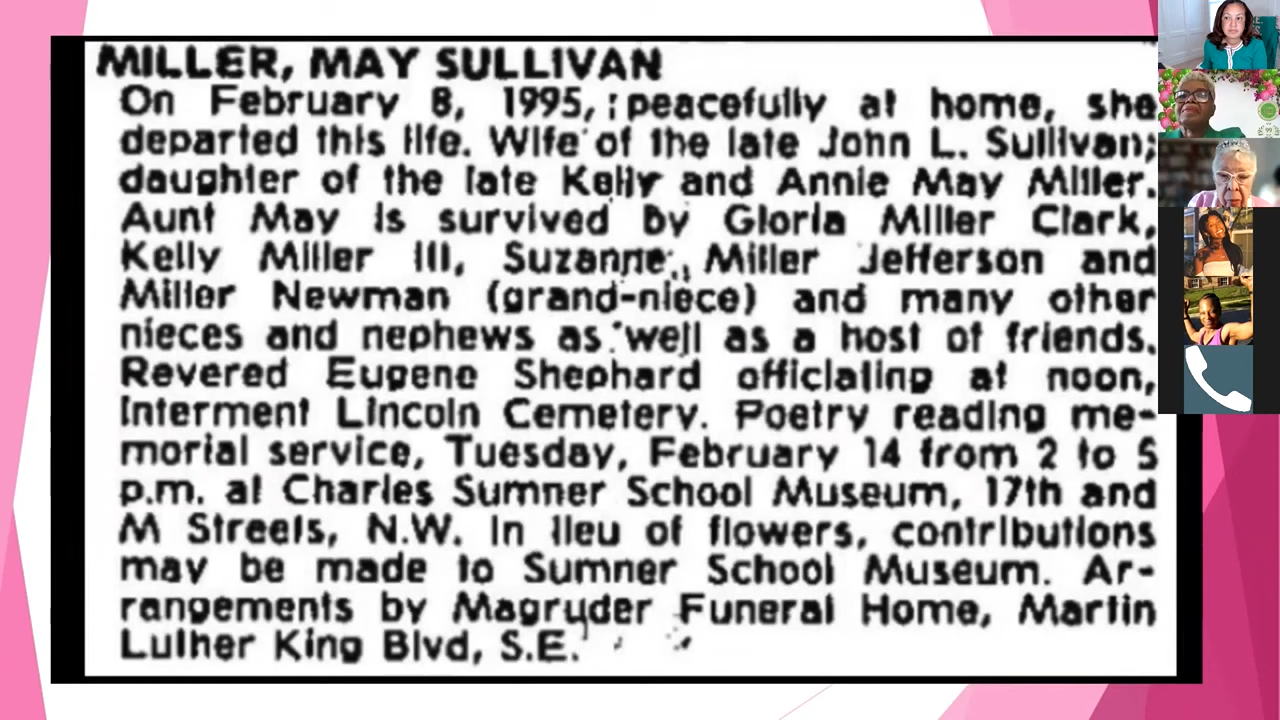 MILLER, MAY SULLIVAN
On February 8, 1995, peacefully at home, she
departed this life. Wife of the late John L. Sullivan;
daughter of the late Kelly and Annie May Miller.
Aunt May is survived by Gloria Miller Clark,
Kelly Miller III, Suzanne Miller Jefferson and
Miller Newman (grand-niece) and many other
nieces and nephews as well as a host of friends.
Revered Eugene Shephard officiating at noon,
Interment Lincoln Cemetery. Poetry reading me-
morial service, Tuesday, February 14 from 2 to 5
p.m. at Charles Sumner School Museum, 17th and
M Streets, N.W. In lieu of flowers, contributions
may be made to Sumner School Museum. Ar-
rangements by Magruder Funeral Home, Martin
Luther King Blvd, S.E.